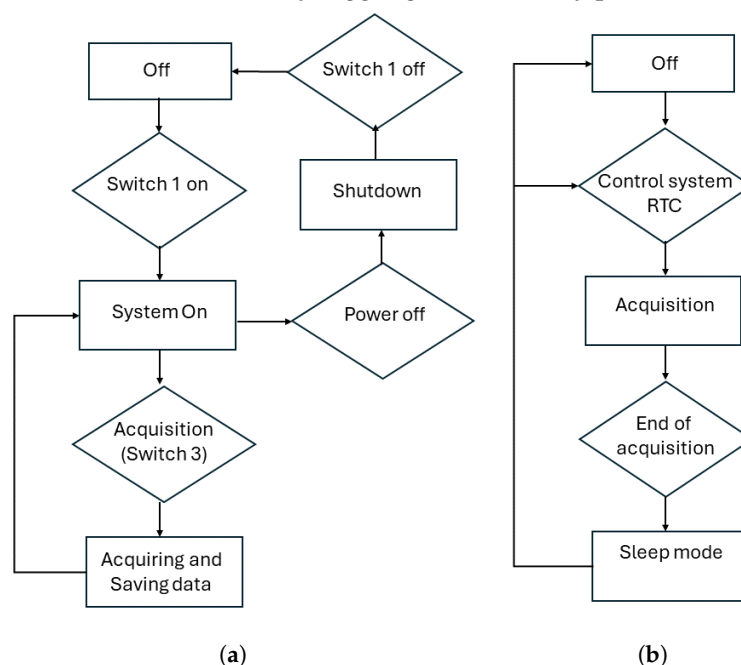 Off
Switch 1 on
System On
Acquisition
(Switch 3)
Acquiring and
Saving data
Switch 1 off
Shutdown
Power off
(a)
Off
Control system
RTC
Acquisition
End of
acquisition
Sleep mode
(b)